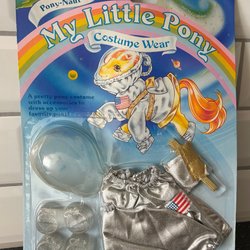 Pony-Naut
My Little Pony
Costume Wear
A pretty pony costume
with accessories to
dress up your
favorite pony!